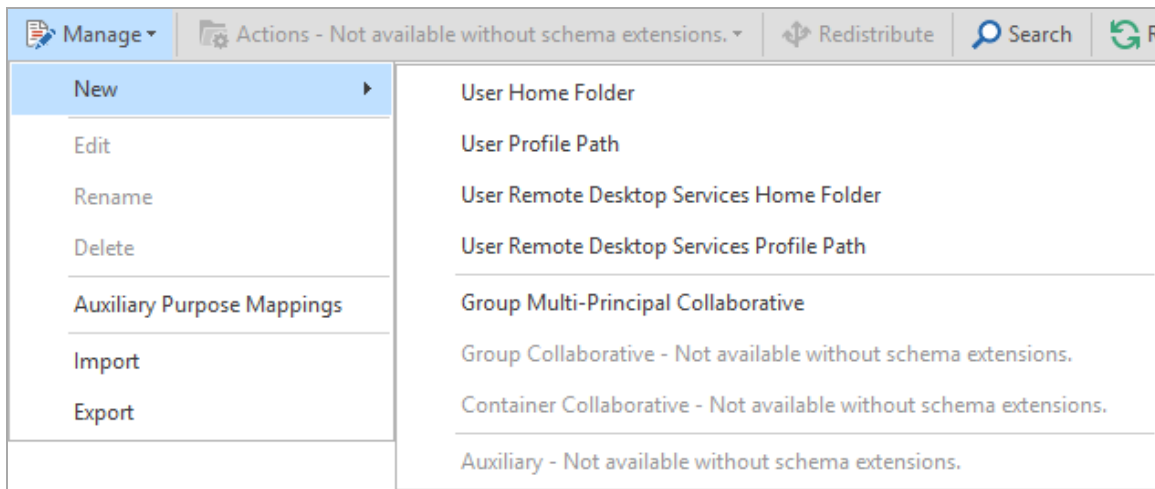 Manage
Actions - Not available without schema extensions.
Redistribute
Search
New
Edit
Rename
Delete
Auxiliary Purpose Mappings
Import
Export
User Home Folder
User Profile Path
User Remote Desktop Services Home Folder
User Remote Desktop Services Profile Path
Group Multi-Principal Collaborative
Group Collaborative - Not available without schema extensions.
Container Collaborative - Not available without schema extensions.
Auxiliary - Not available without schema extensions.